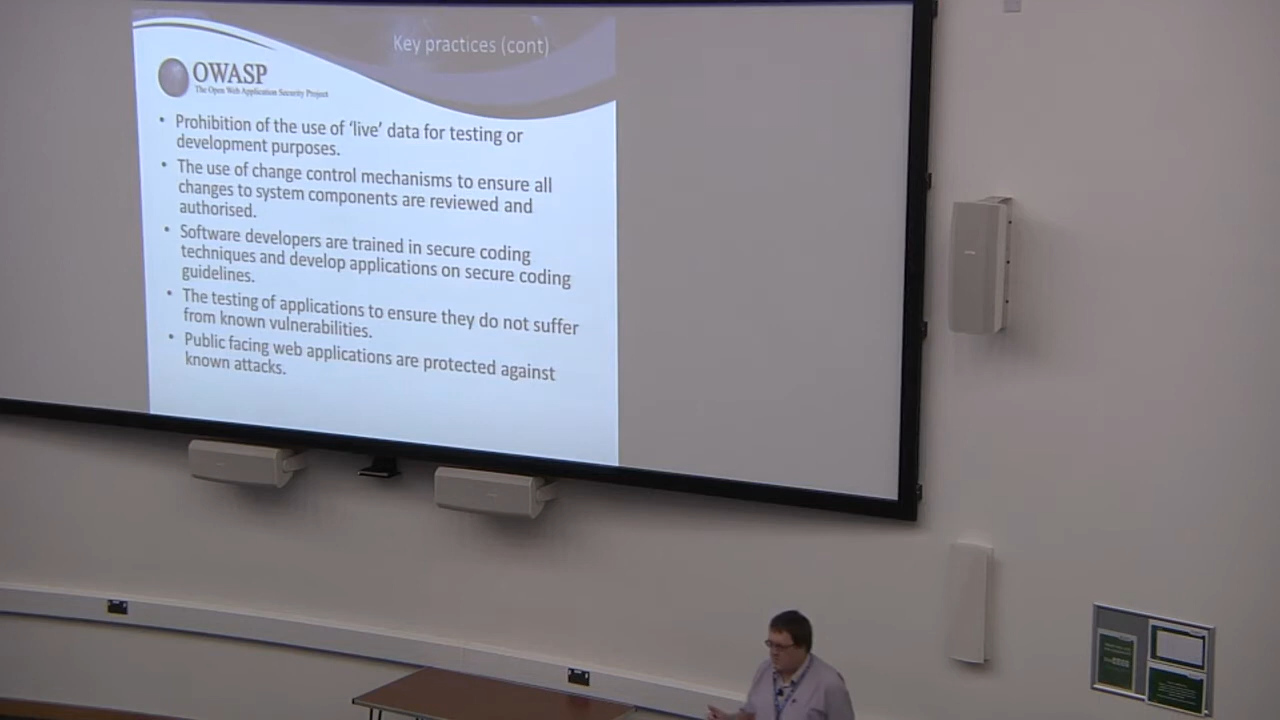 Key practices (cont)
OWASP
The Open Web Application Security Project
• Prohibition of the use of 'live' data for testing or
development purposes.
• The use of change control mechanisms to ensure all
changes to system components are reviewed and
authorised.
• Software developers are trained in secure coding
techniques and develop applications on secure coding
guidelines.
• The testing of applications to ensure they do not suffer
from known vulnerabilities.
• Public facing web applications are protected against
known attacks.